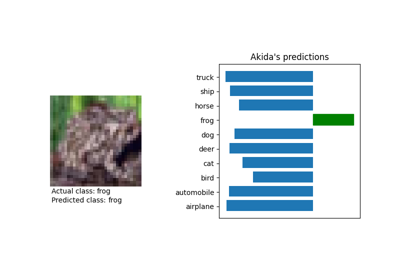 Akida's predictions
truck
ship
horse
frog
dog
deer
cat
bird
automobile
airplane
Actual class: frog
Predicted class: frog